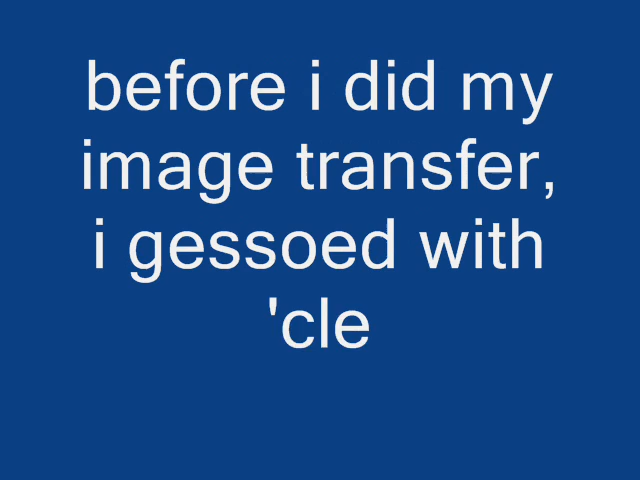 before i did my
image transfer,
i gessoed with
'cle